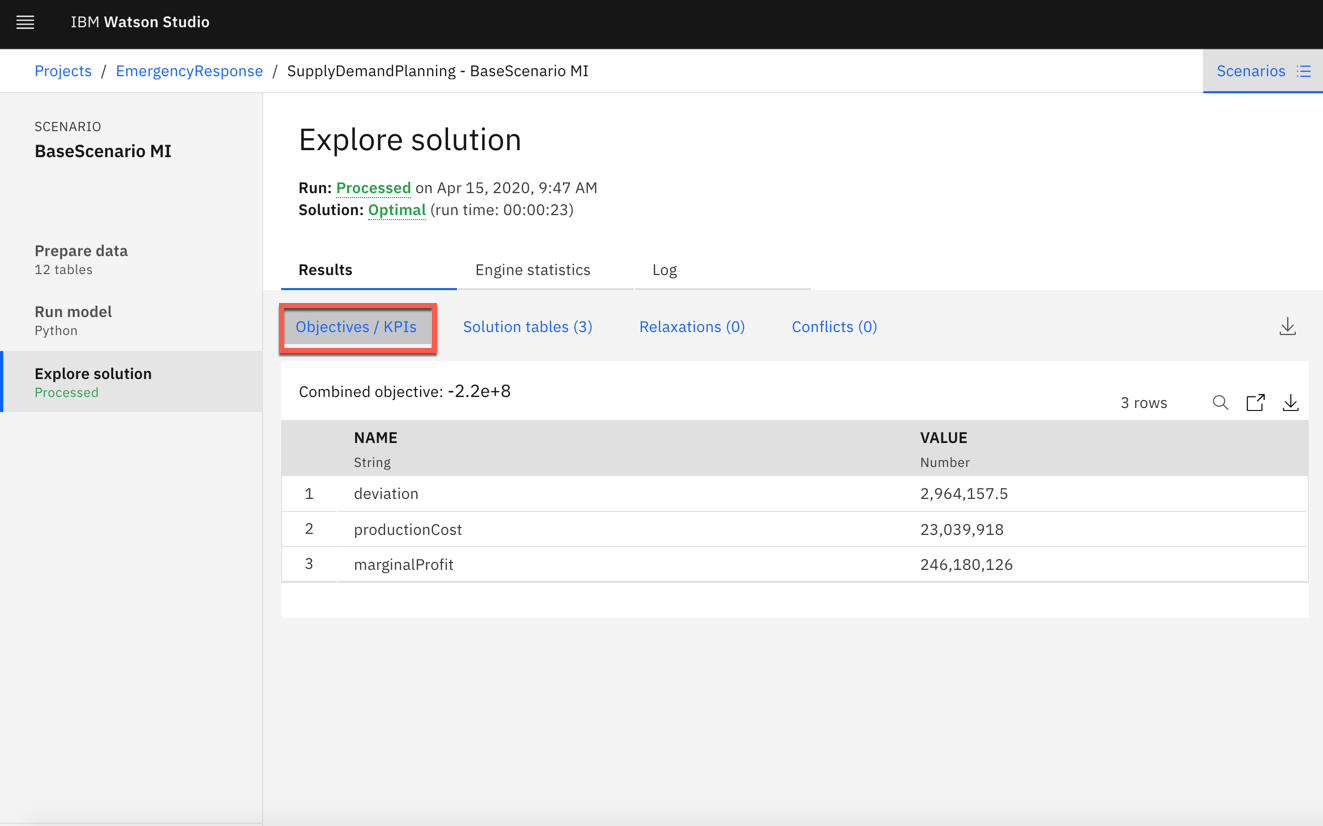 IBM Watson Studio
Projects / EmergencyResponse / SupplyDemandPlanning - BaseScenario MI
Scenarios
SCENARIO
BaseScenario MI
Prepare data
12 tables
Run model
Python
Explore solution
Processed
Explore solution
Run: Processed on Apr 15, 2020, 9:47 AM
Solution: Optimal (run time: 00:00:23)
Results Engine statistics Log
Objectives / KPIs Solution tables (3) Relaxations (0) Conflicts (0)
Combined objective: -2.2e+8
3 rows
NAME VALUE
String Number
1 deviation 2,964,157.5
2 productionCost 23,039,918
3 marginalProfit 246,180,126